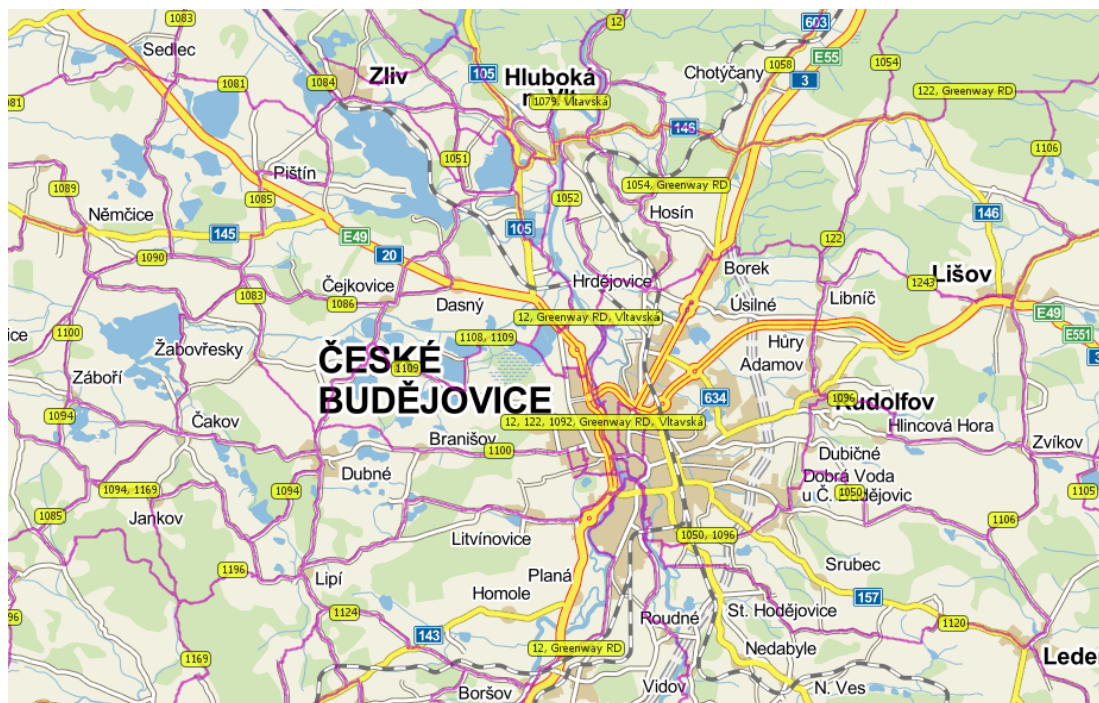 1083
603
12
Sedlec
E55
1058
1054
Zliv
105
Hluboká
Chotýčany
3
1084
1081
122, Greenway RD
1079, Vltavská
146
1106
1051
Pištín
1054, Greenway RD
1089
1085
1052
Němčice
Hosín
146
145
105
E49
122
20
1090
Borek
Lišov
Čejkovice
Hrdějovice
1243
1083
1086
Dasný
Úsilné
Libníč
E49
12, Greenway RD, Vltavská
1100
E551
1108, 1109
Hůry
Žabovřesky
ČESKÉ
Adamov
Záboří
1109
BUDĚJOVICE
634
1096
Rudolfov
1094
Čakov
12, 122, 1092, Greenway RD, Vltavská
Hlincová Hora
Branišov
1100
Zvíkov
Dubné
Dubičné
Dobrá Voda
1094, 1169
1094
u Č. Budějovic
1050
1105
Jankov
1085
1106
Litvínovice
1050, 1096
1196
Lipí
Planá
Srubec
Homole
157
1124
Roudné
St. Hodějovice
1120
143
12, Greenway RD
Nedabyle
1169
Vidov
N. Ves
Boršov